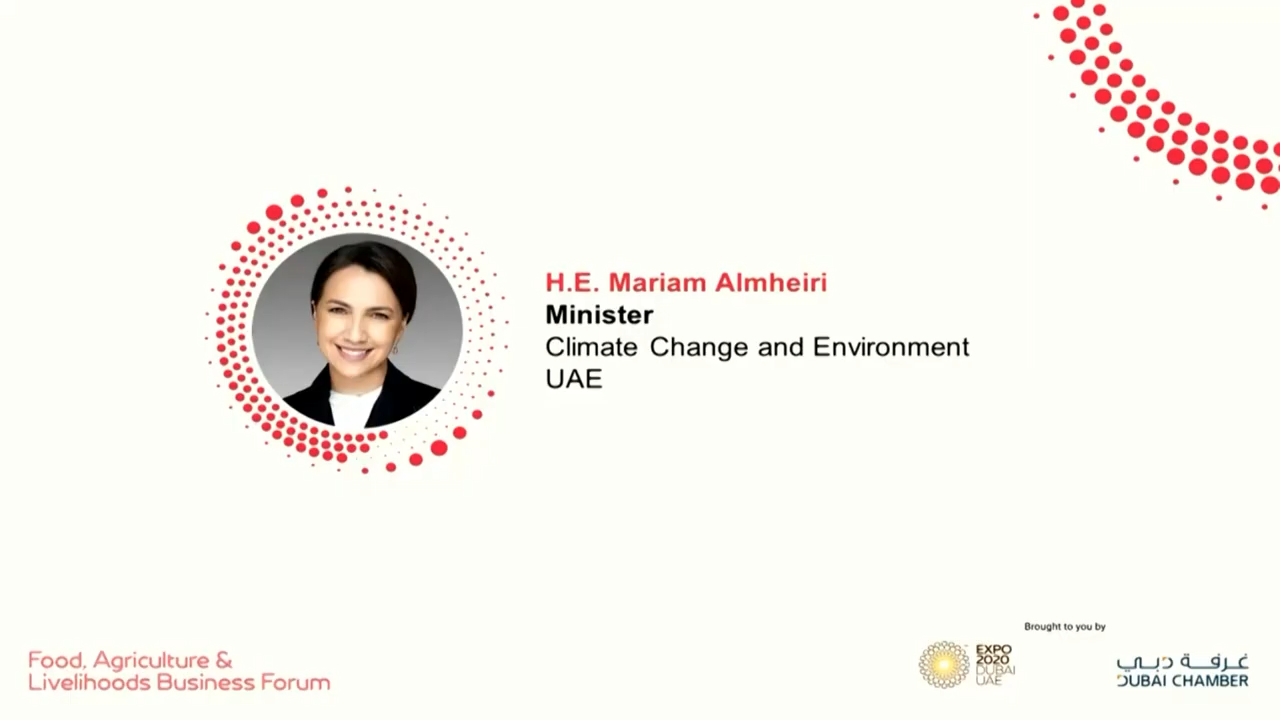 H.E. Mariam Almheiri
Minister
Climate Change and Environment
UAE
Food, Agriculture &
Livelihoods Business Forum
Brought to you by
EXPO
2020
DUBAI
UAE
غرفة دبي
DUBAI CHAMBER